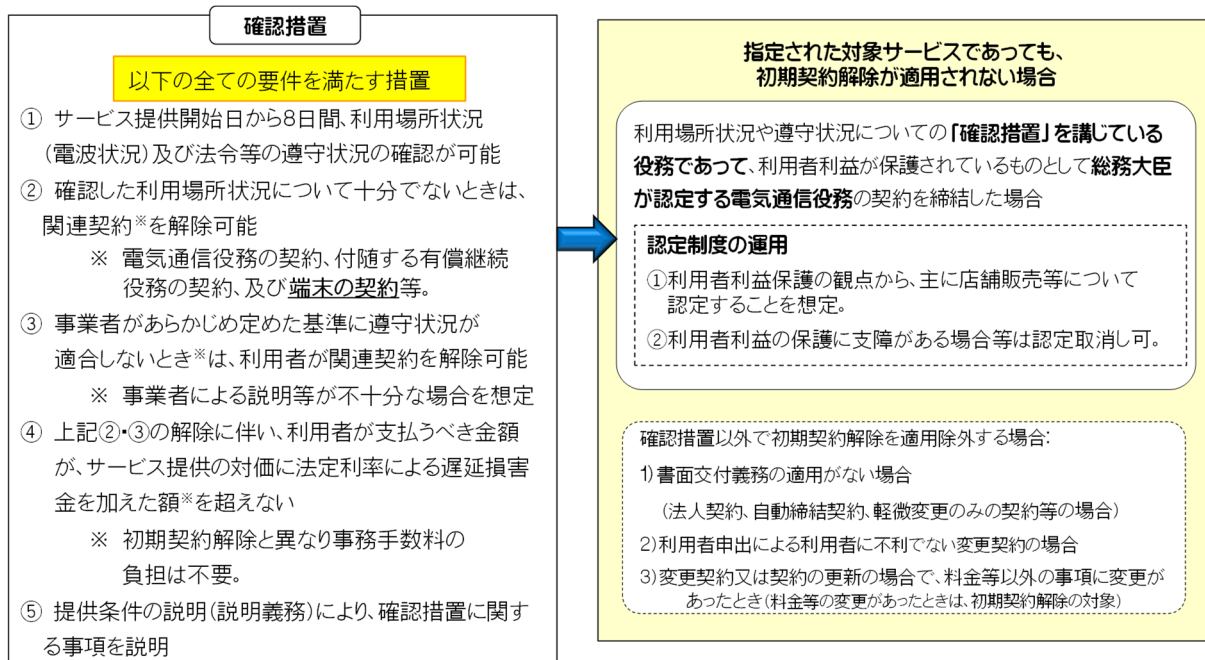 確認措置
以下の全ての要件を満たす措置
① サービス提供開始日から8日間、利用場所状況
(電波状況)及び法令等の遵守状況の確認が可能
② 確認した利用場所状況について十分でないときは、
関連契約※を解除可能
※ 電気通信役務の契約、付随する有償継続
役務の契約、及び端末の契約等。
③ 事業者があらかじめ定めた基準に遵守状況が
適合しないとき※は、利用者が関連契約を解除可能
※ 事業者による説明等が不十分な場合を想定
④ 上記②・③の解除に伴い、利用者が支払うべき金額
が、サービス提供の対価に法定利率による遅延損害
金を加えた額※を超えない
※ 初期契約解除と異なり事務手数料の
負担は不要。
⑤ 提供条件の説明(説明義務)により、確認措置に関す
る事項を説明
指定された対象サービスであっても、
初期契約解除が適用されない場合
利用場所状況や遵守状況についての「確認措置」を講じている
役務であって、利用者利益が保護されているものとして総務大臣
が認定する電気通信役務の契約を締結した場合
認定制度の運用
①利用者利益保護の観点から、主に店舗販売等について
認定することを想定。
②利用者利益の保護に支障がある場合等は認定取消し可。
確認措置以外で初期契約解除を適用除外する場合:
1)書面交付義務の適用がない場合
(法人契約、自動締結契約、軽微変更のみの契約等の場合)
2)利用者申出による利用者に不利でない変更契約の場合
3)変更契約又は契約の更新の場合で、料金等以外の事項に変更が
あったとき(料金等の変更があったときは、初期契約解除の対象)